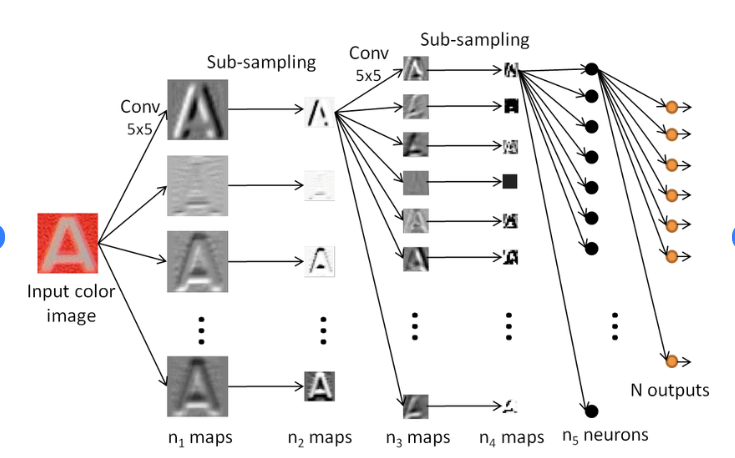 Sub-sampling
Conv
5x5
Sub-sampling
Conv
5x5
A
Input color
image
N outputs
n₁ maps
n₂ maps
n₃ maps
n₄ maps
n₅ neurons